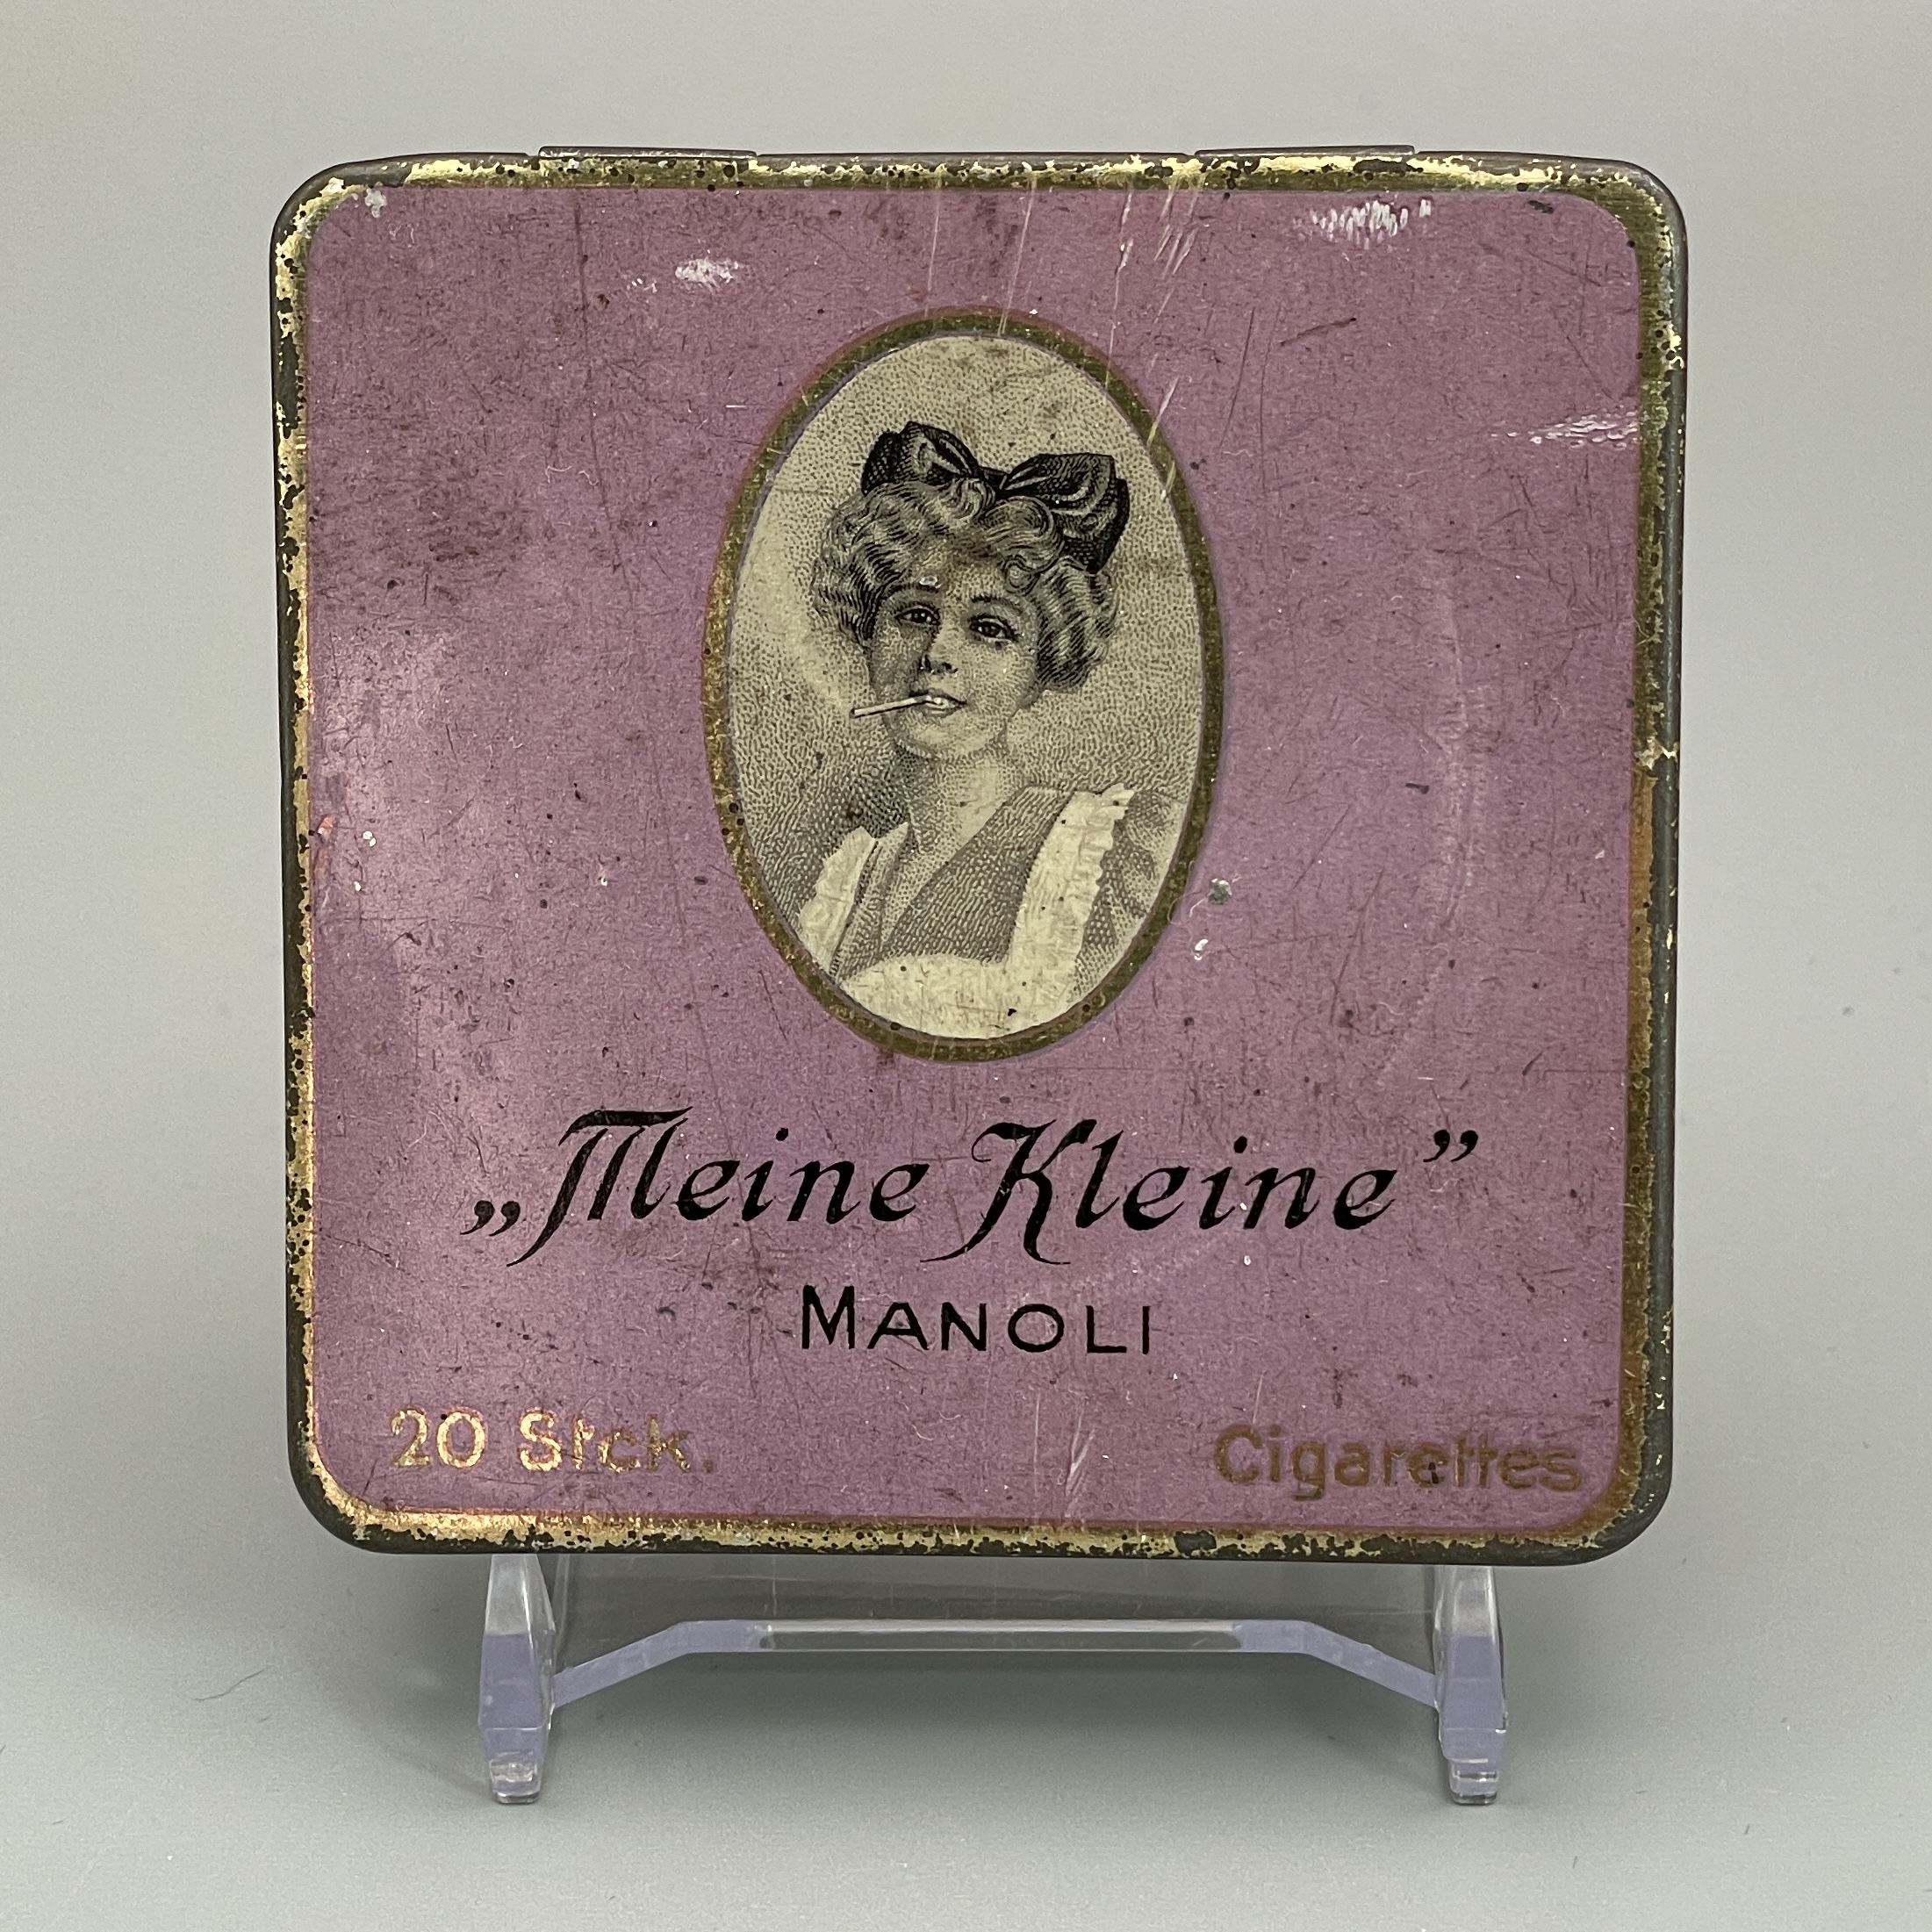 „Meine Kleine”
MANOLI
20 Stck. Cigarettes